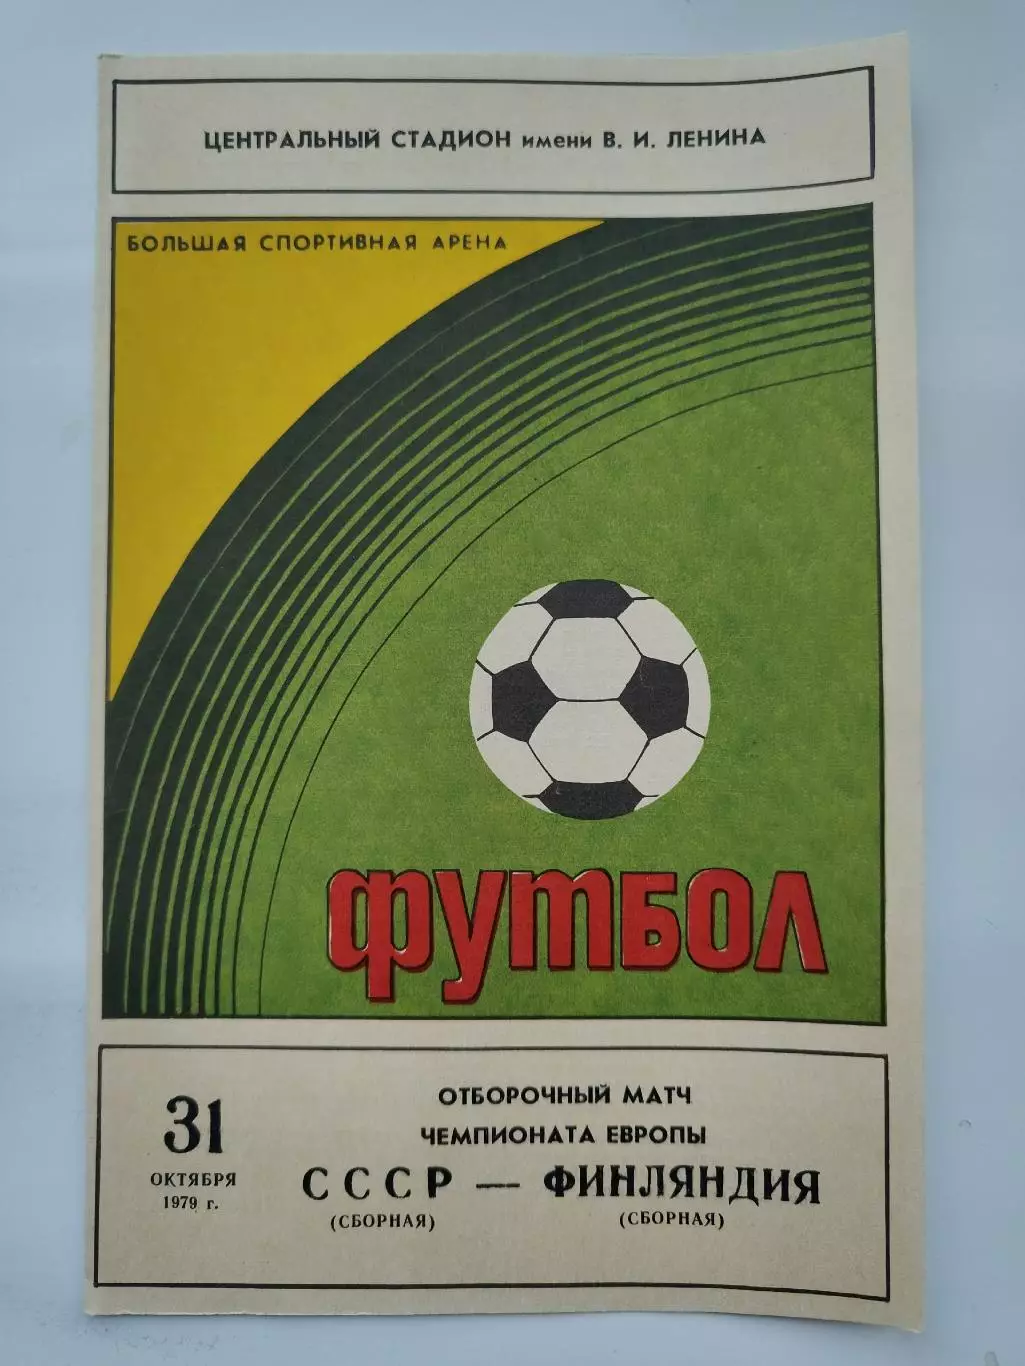 ЦЕНТРАЛЬНЫЙ СТАДИОН имени В. И. ЛЕНИНА
БОЛЬШАЯ СПОРТИВНАЯ АРЕНА
ФУТБОЛ
31
ОКТЯБРЯ
1979 г.
ОТБОРОЧНЫЙ МАТЧ
ЧЕМПИОНАТА ЕВРОПЫ
СССР — ФИНЛЯНДИЯ
(СБОРНАЯ) (СБОРНАЯ)